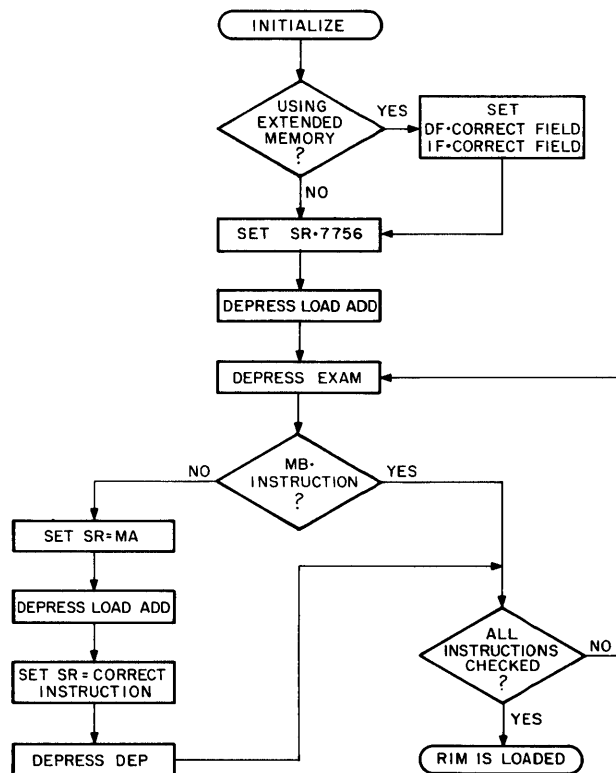 INITIALIZE
USING
EXTENDED
MEMORY
?
YES
SET
DF•CORRECT FIELD
IF•CORRECT FIELD
NO
SET SR•7756
DEPRESS LOAD ADD
DEPRESS EXAM
MB•
INSTRUCTION
?
NO
YES
SET SR=MA
DEPRESS LOAD ADD
SET SR=CORRECT
INSTRUCTION
DEPRESS DEP
ALL
INSTRUCTIONS
CHECKED
?
NO
YES
RIM IS LOADED